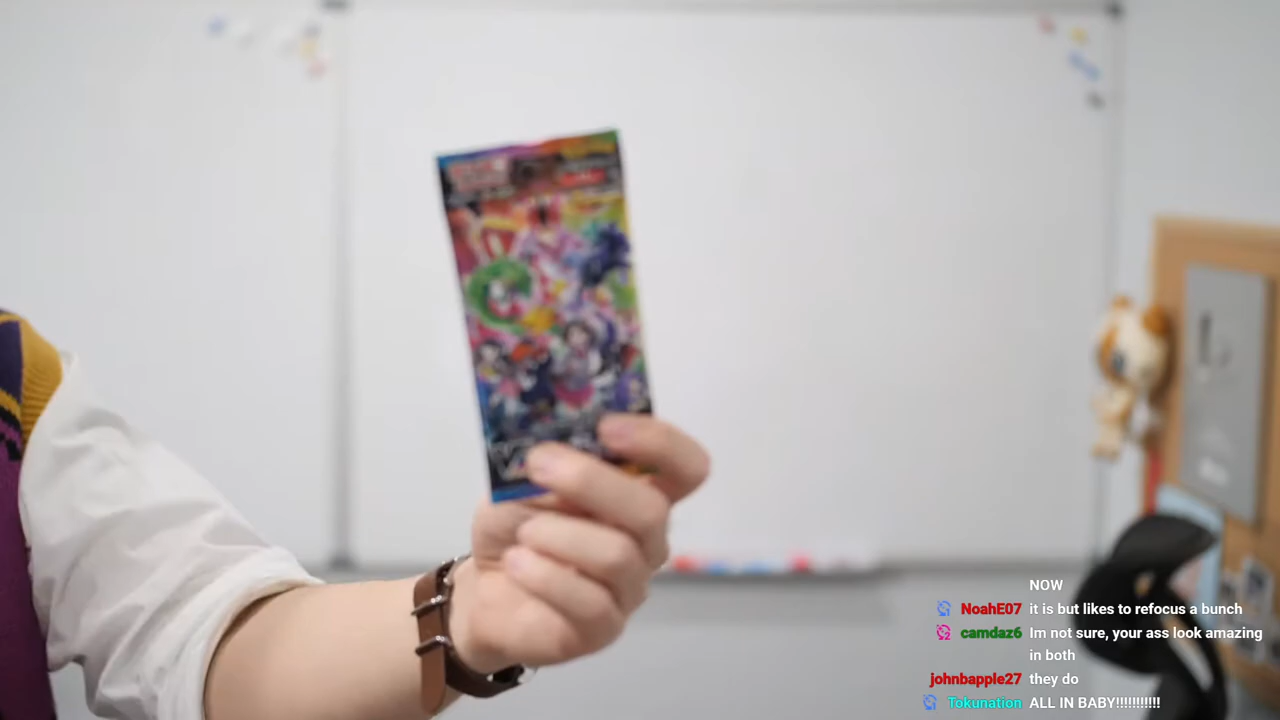 NOW
NoahE07 it is but likes to refocus a bunch
camdaz6 Im not sure, your ass look amazing
in both
johnbapple27 they do
Tokunation ALL IN BABY!!!!!!!!!!!